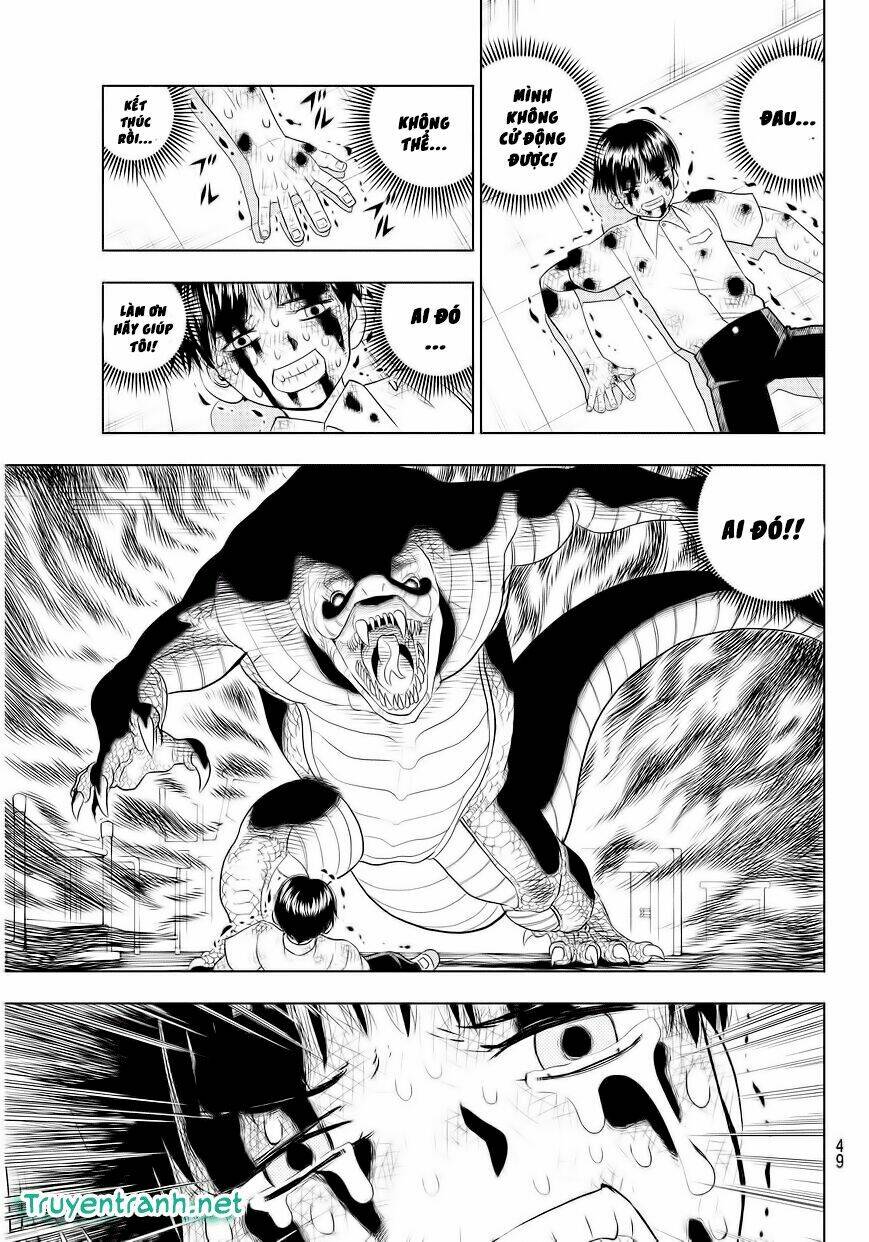 ĐAU...
MÌNH
KHÔNG
CỬ ĐỘNG
ĐƯỢC!
KHÔNG
THỂ...
KẾT
THÚC
RỒI...
AI ĐÓ
...
LÀM ƠN
HÃY GIÚP
TÔI!
AI ĐÓ!!
49
Truyentranh.net